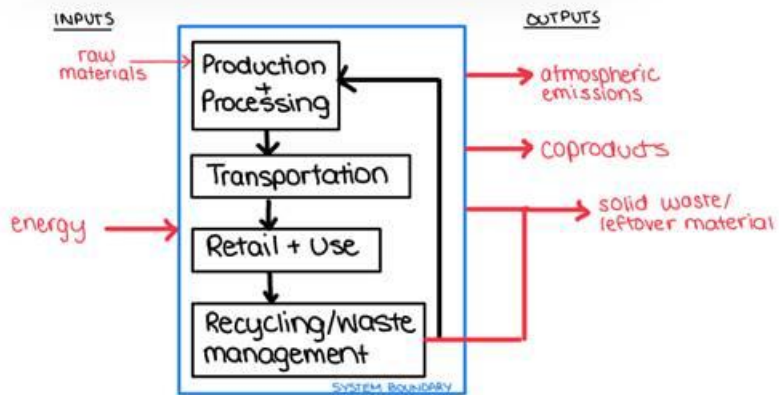 INPUTS
OUTPUTS
raw
materials
Production
+
Processing
atmospheric
emissions
Transportation
coproducts
energy
solid waste/
leftover material
Retail + Use
Recycling/Waste
management
SYSTEM BOUNDARY